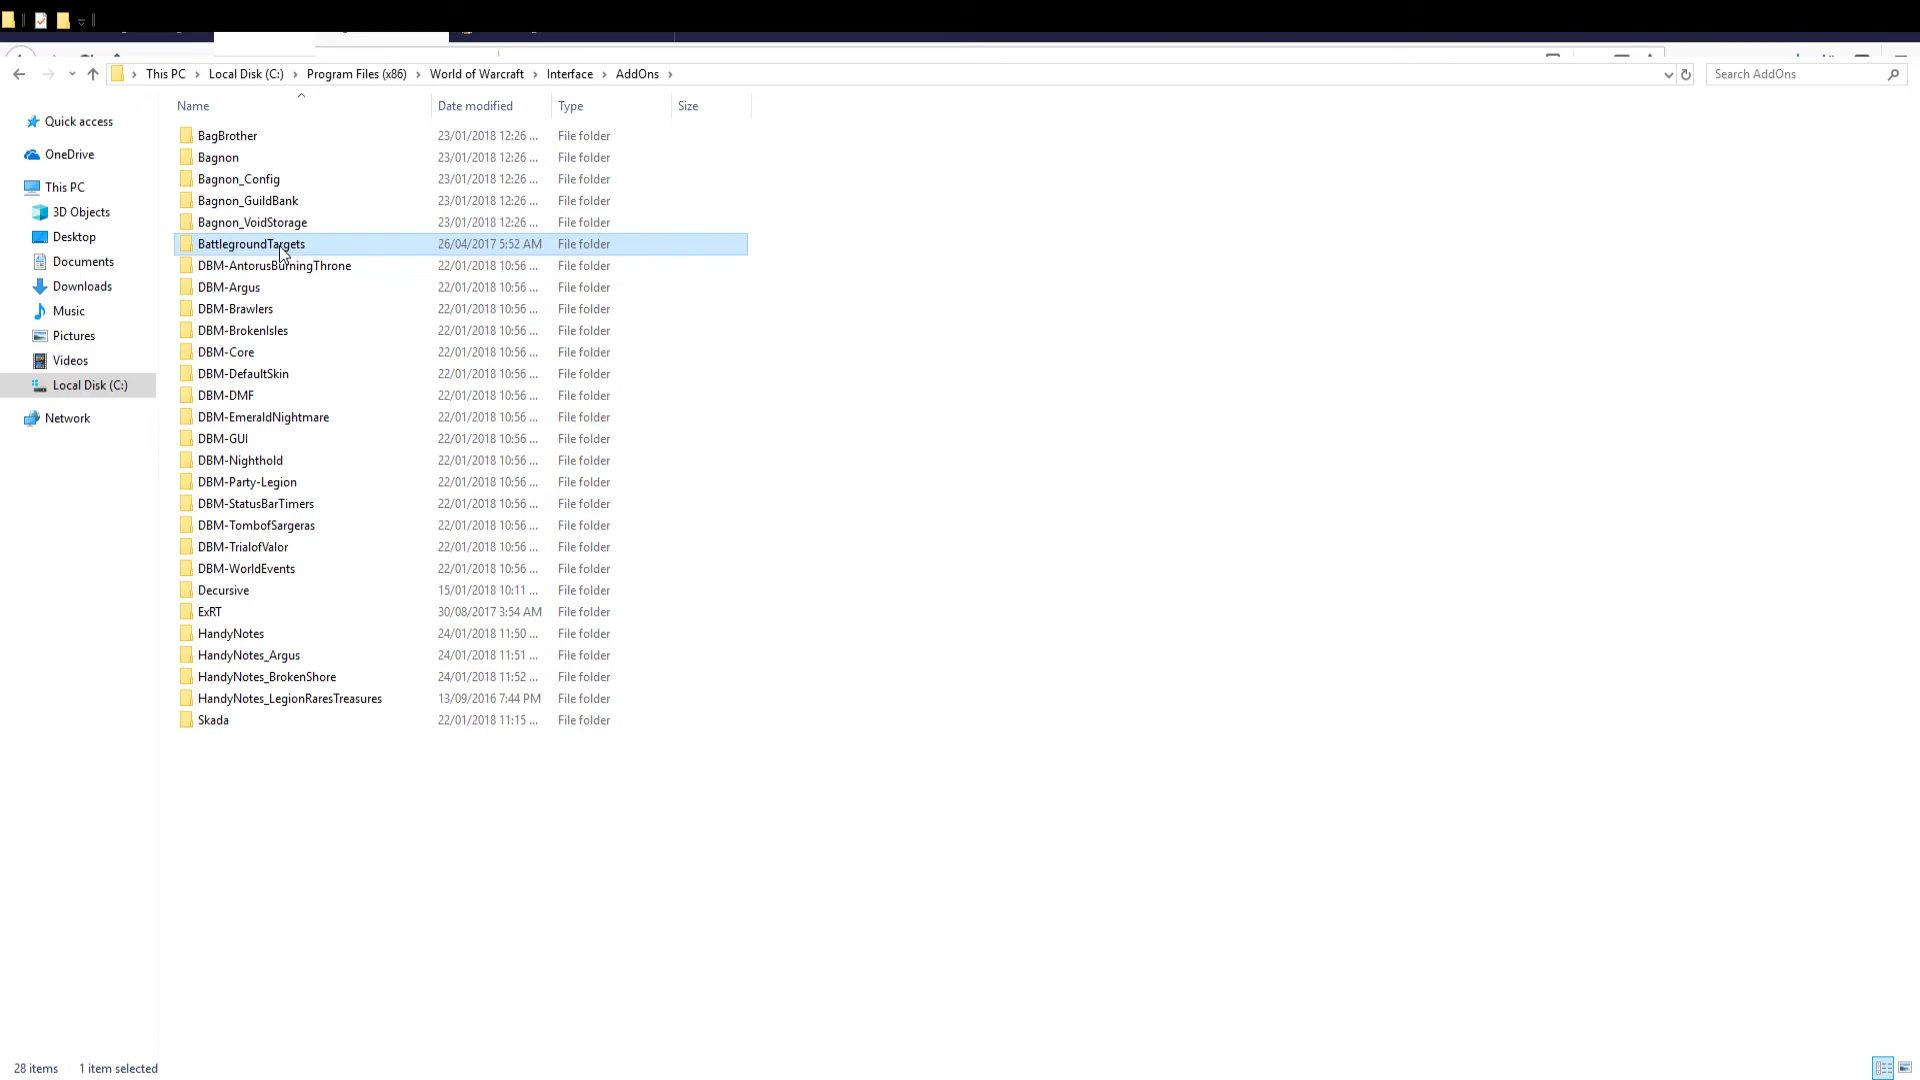 This PC Local Disk (C:) Program Files (x86) World of Warcraft Interface AddOns Search AddOns
Name Date modified Type Size
Quick access
OneDrive
This PC
3D Objects
Desktop
Documents
Downloads
Music
Pictures
Videos
Local Disk (C:)
Network
BagBrother 23/01/2018 12:26 ... File folder
Bagnon 23/01/2018 12:26 ... File folder
Bagnon_Config 23/01/2018 12:26 ... File folder
Bagnon_GuildBank 23/01/2018 12:26 ... File folder
Bagnon_VoidStorage 23/01/2018 12:26 ... File folder
BattlegroundTargets 26/04/2017 5:52 AM File folder
DBM-AntorusBurningThrone 22/01/2018 10:56 ... File folder
DBM-Argus 22/01/2018 10:56 ... File folder
DBM-Brawlers 22/01/2018 10:56 ... File folder
DBM-BrokenIsles 22/01/2018 10:56 ... File folder
DBM-Core 22/01/2018 10:56 ... File folder
DBM-DefaultSkin 22/01/2018 10:56 ... File folder
DBM-DMF 22/01/2018 10:56 ... File folder
DBM-EmeraldNightmare 22/01/2018 10:56 ... File folder
DBM-GUI 22/01/2018 10:56 ... File folder
DBM-Nighthold 22/01/2018 10:56 ... File folder
DBM-Party-Legion 22/01/2018 10:56 ... File folder
DBM-StatusBarTimers 22/01/2018 10:56 ... File folder
DBM-TombofSargeras 22/01/2018 10:56 ... File folder
DBM-TrialofValor 22/01/2018 10:56 ... File folder
DBM-WorldEvents 22/01/2018 10:56 ... File folder
Decursive 15/01/2018 10:11 ... File folder
ExRT 30/08/2017 3:54 AM File folder
HandyNotes 24/01/2018 11:50 ... File folder
HandyNotes_Argus 24/01/2018 11:51 ... File folder
HandyNotes_BrokenShore 24/01/2018 11:52 ... File folder
HandyNotes_LegionRaresTreasures 13/09/2016 7:44 PM File folder
Skada 22/01/2018 11:15 ... File folder
28 items 1 item selected